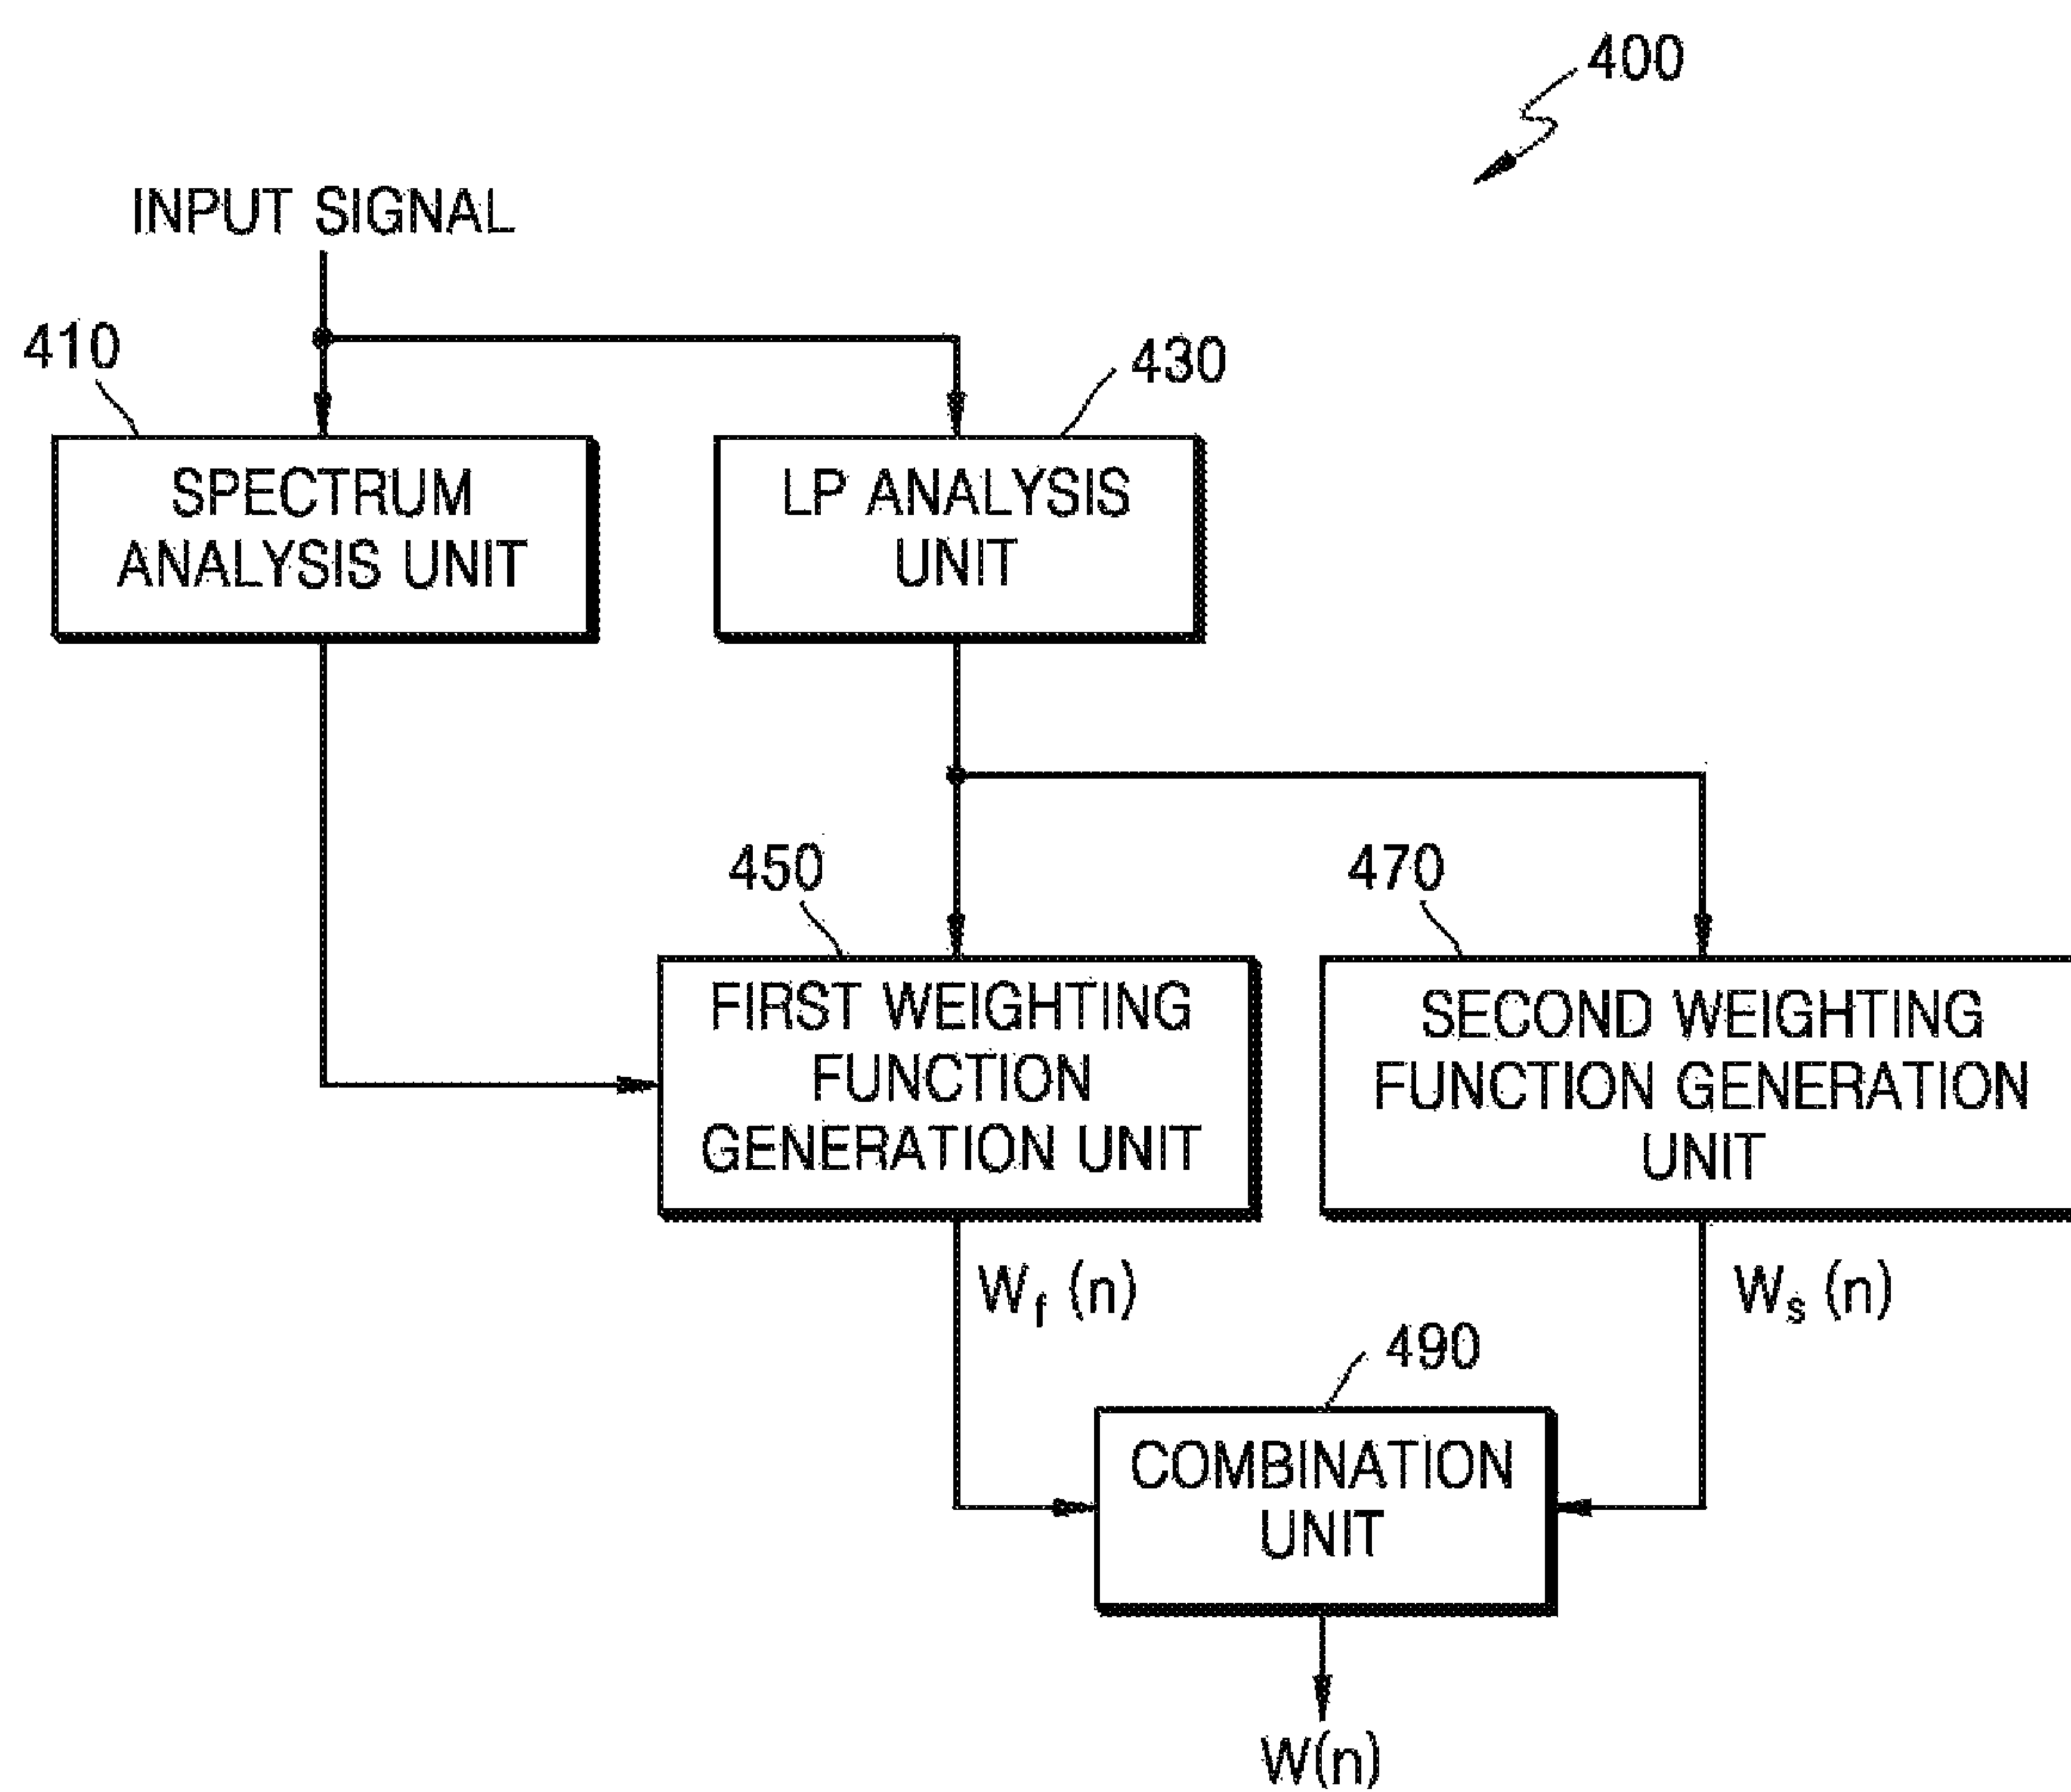 400
INPUT SIGNAL
410
430
SPECTRUM
ANALYSIS UNIT
LP ANALYSIS
UNIT
450
470
FIRST WEIGHTING
FUNCTION
GENERATION UNIT
SECOND WEIGHTING
FUNCTION GENERATION
UNIT
Wf (n)
Ws (n)
490
COMBINATION
UNIT
W(n)